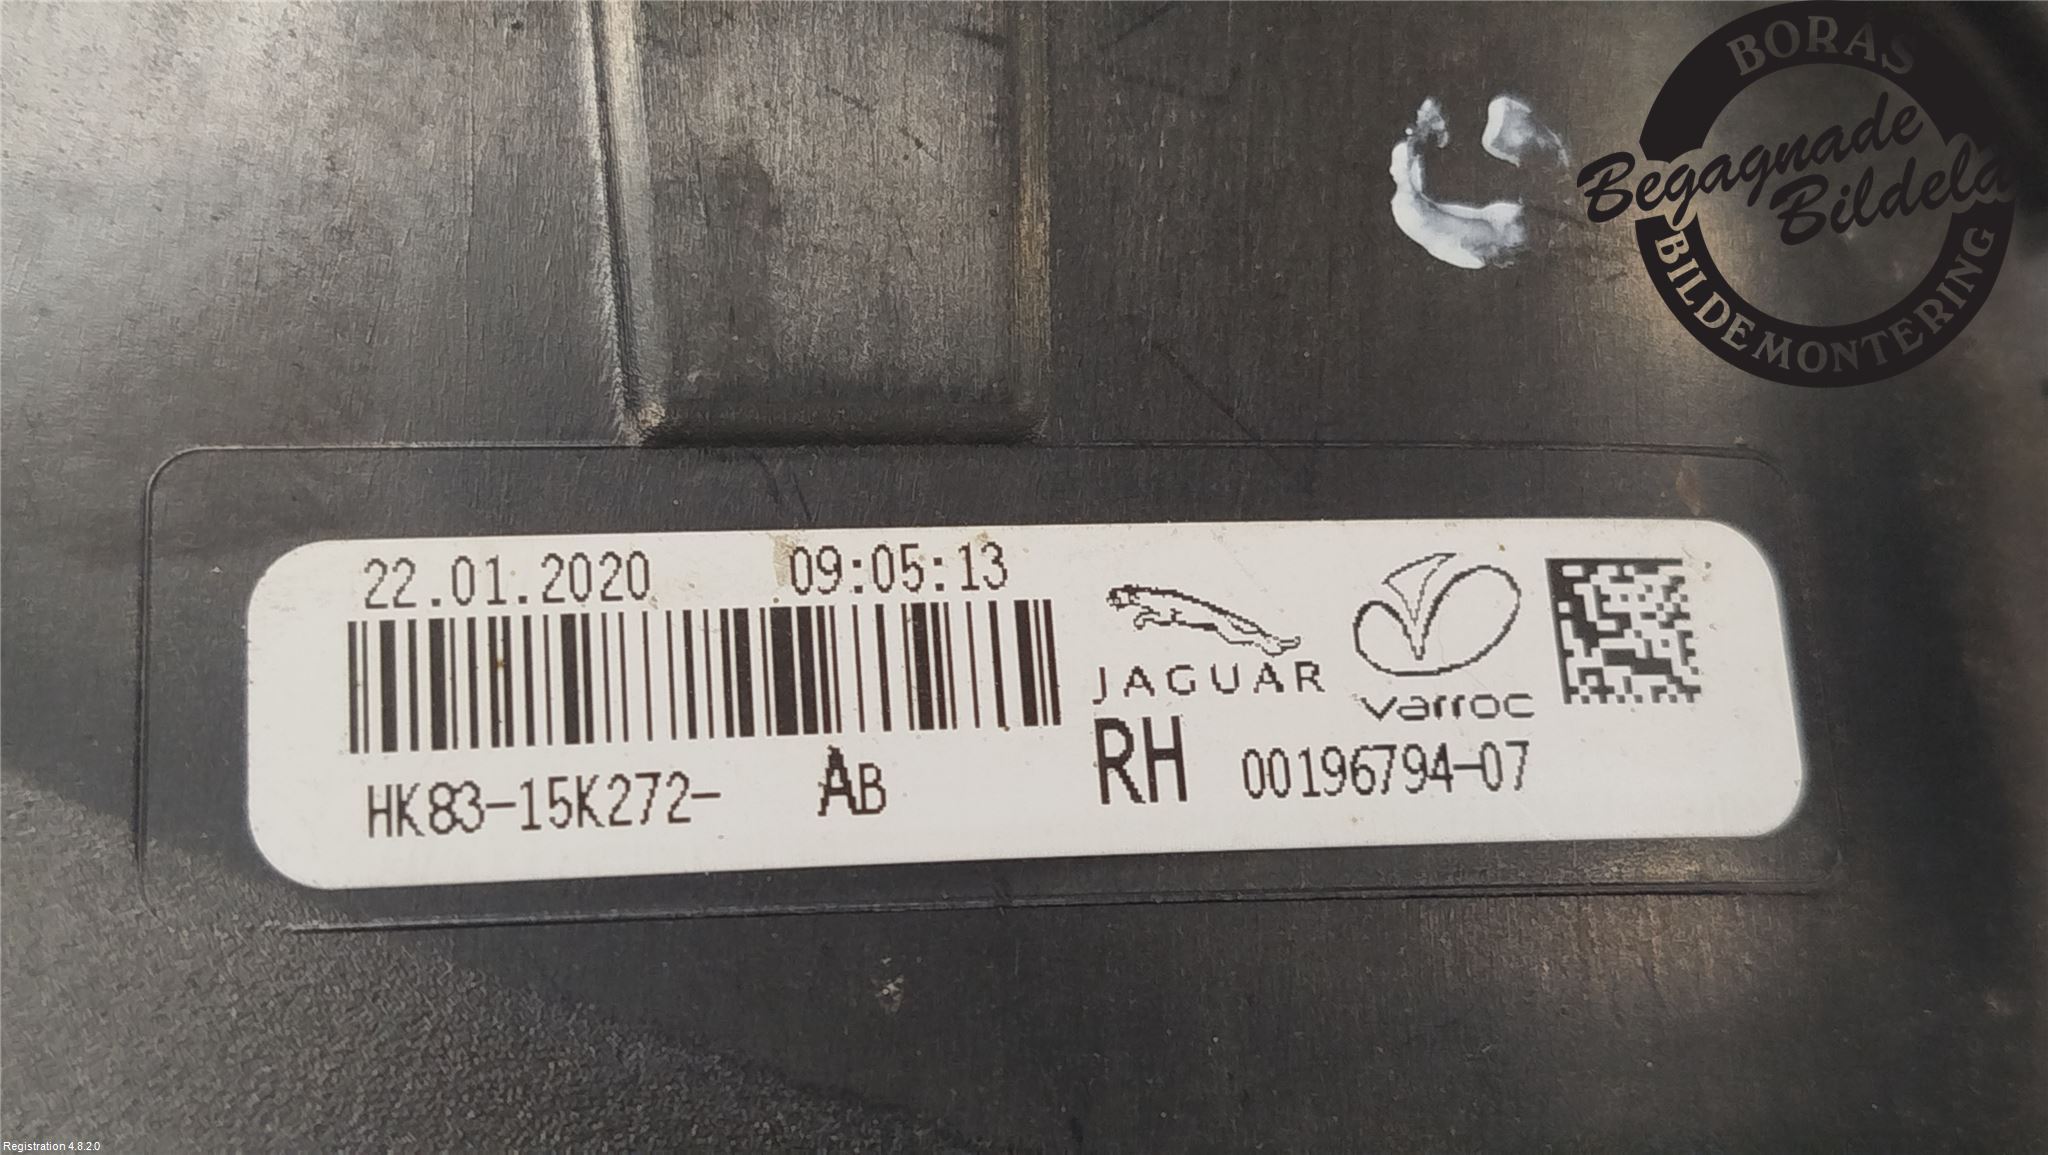 BORAS
Begagnade
Bildela
BILDEMONTERING
22.01.2020 09:05:13
JAGUAR
varroc
HK83-15K272- AB
RH 00196794-07
Registration 4.8.2.0